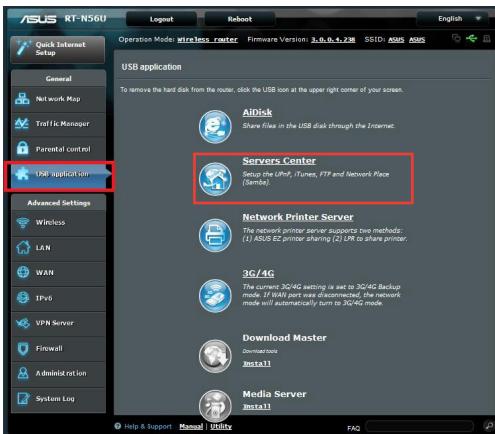 ASUS RT-N56U Logout Reboot English
Quick Internet
Setup
Operation Mode: Wireless router Firmware Version: 3.0.0.4.238 SSID: ASUS ASUS
General
Network Map
Traffic Manager
Parental control
USB application
Advanced Settings
Wireless
LAN
WAN
IPv6
VPN Server
Firewall
Administration
System Log
USB application
To remove the hard disk from the router, click the USB icon at the upper right corner of your screen.
AiDisk
Share files in the USB disk through the Internet.
Servers Center
Setup the UPnP, iTunes, FTP and Network Place
(Samba).
Network Printer Server
The network printer server supports two methods:
(1) ASUS EZ printer sharing (2) LPR to share printer.
3G/4G
The current 3G/4G setting is set to 3G/4G Backup
mode. If WAN port was disconnected, the network
mode will automatically turn to 3G/4G mode.
Download Master
Download tools
Install
Media Server
Install
Help & Support Manual | Utility FAQ